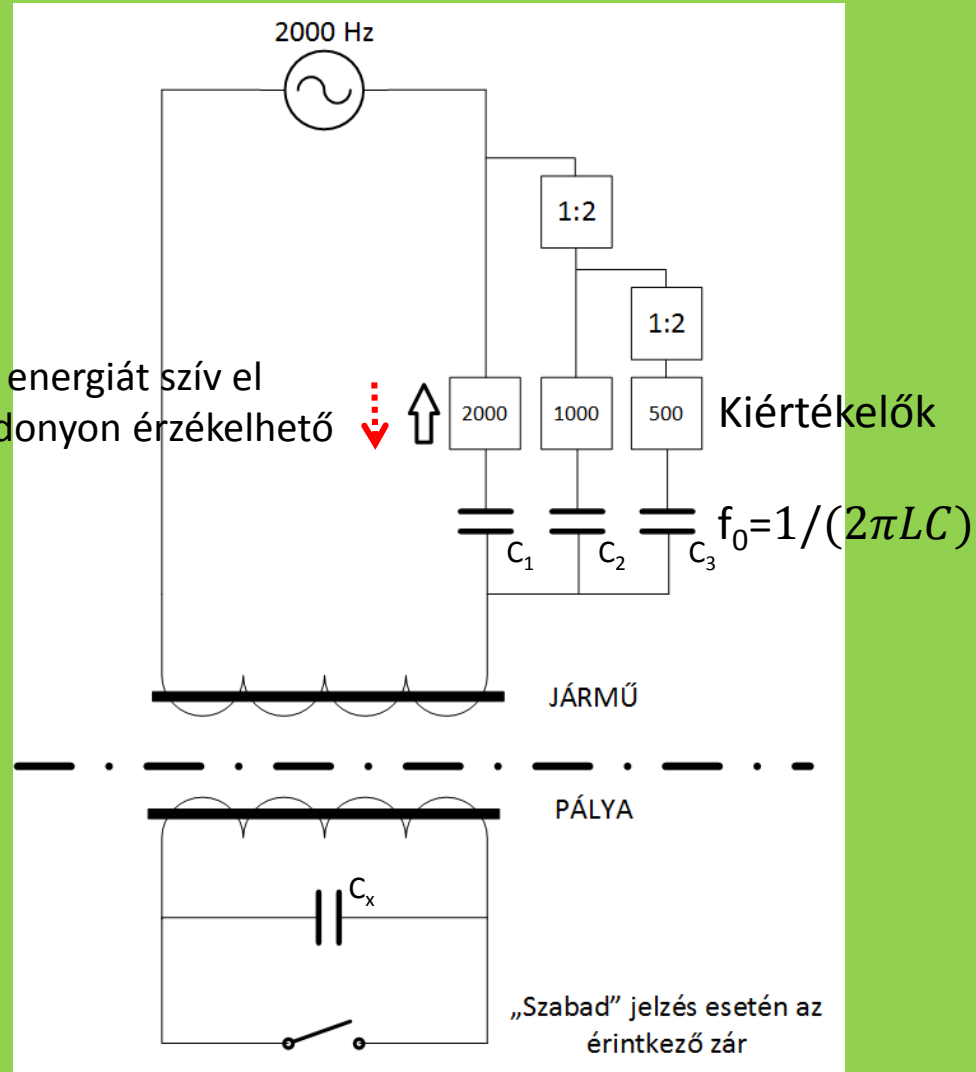 2000 Hz
1:2
1:2
energiát szív el
donyon érzékelhető
2000
1000
500
Kiértékelők
C₁
C₂
C₃
f₀=1/(2πLC)
JÁRMŰ
PÁLYA
Cₓ
„Szabad” jelzés esetén az
érintkező zár